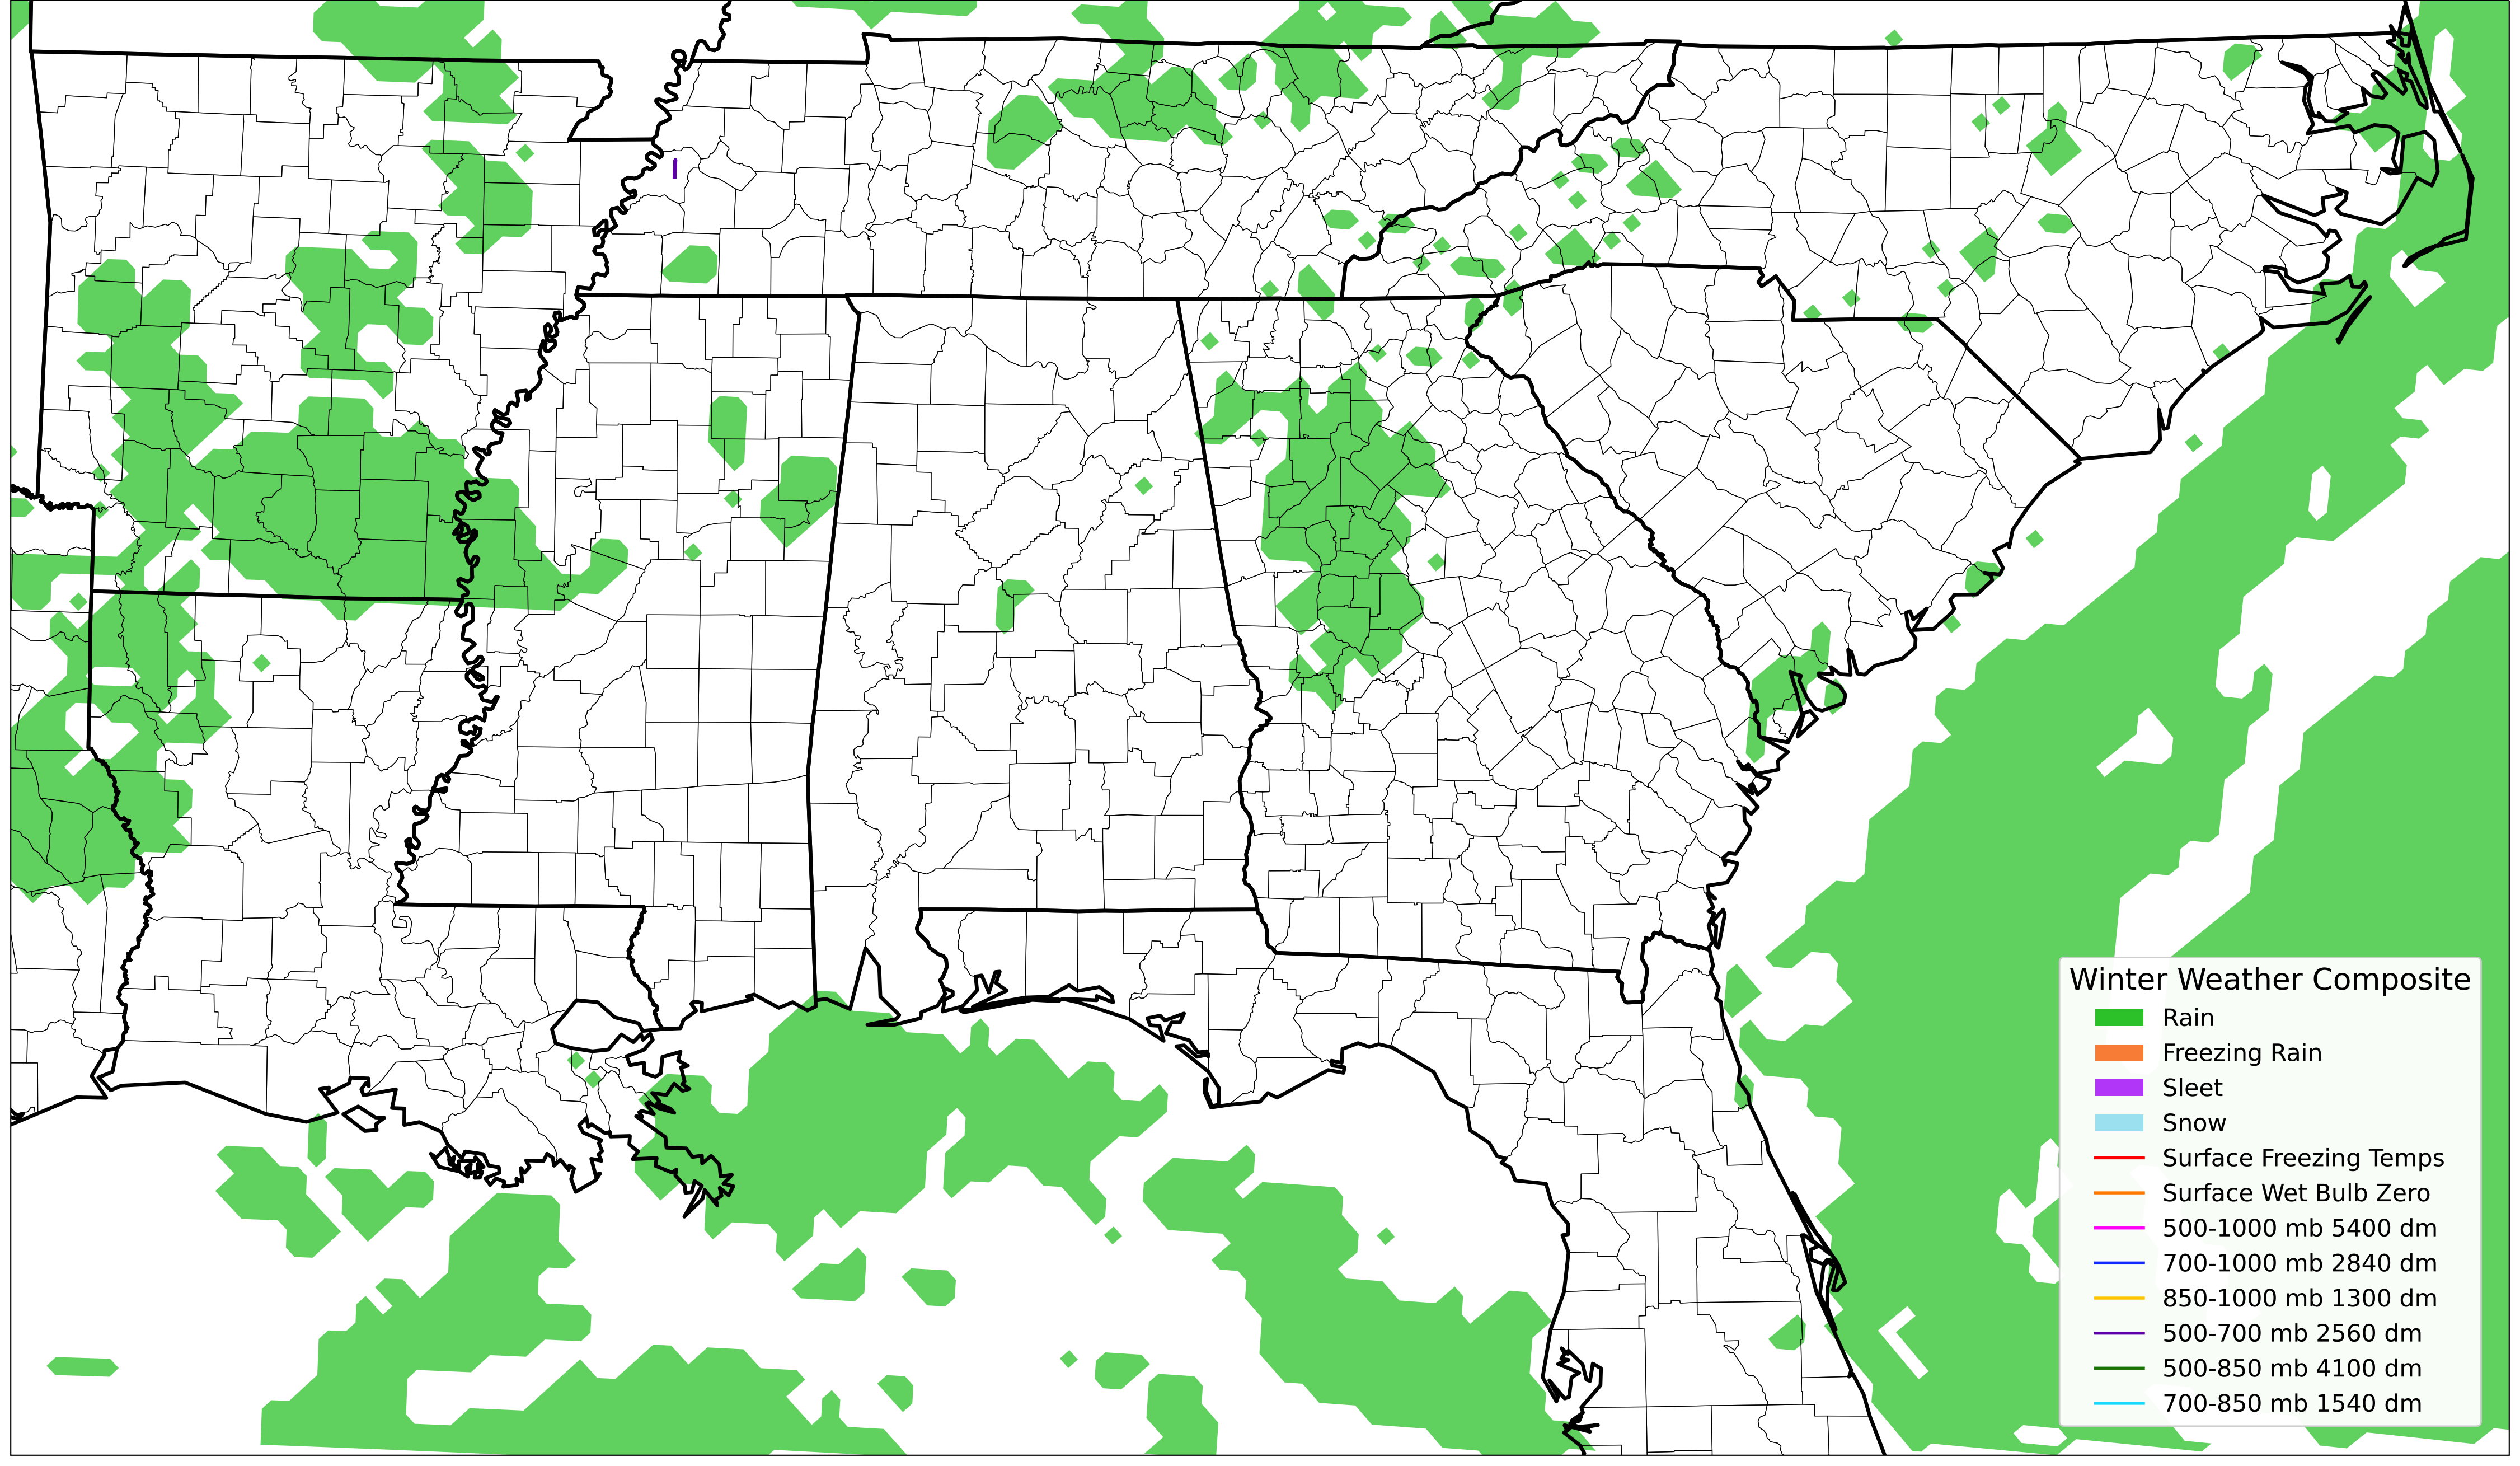 Winter Weather Composite
Rain
Freezing Rain
Sleet
Snow
Surface Freezing Temps
Surface Wet Bulb Zero
500-1000 mb 5400 dm
700-1000 mb 2840 dm
850-1000 mb 1300 dm
500-700 mb 2560 dm
500-850 mb 4100 dm
700-850 mb 1540 dm